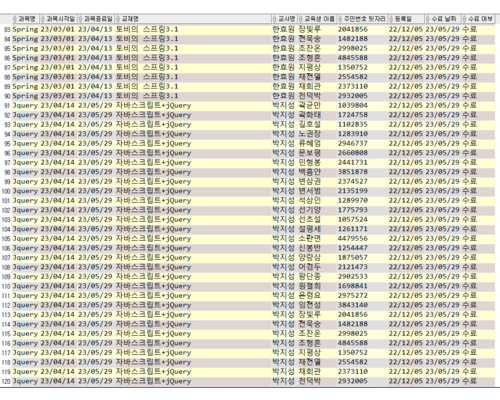 과목명 과목시작일 과목종료일 교재명 교사명 교육생 이름 주민번호 뒷자리 등록일 수료 날짜 수료 여부
83 Spring 23/03/01 23/04/13 토비의 스프링3.1 한효원 장빛루 2041856 22/12/05 23/05/29 수료
84 Spring 23/03/01 23/04/13 토비의 스프링3.1 한효원 전묵숭 1482188 22/12/05 23/05/29 수료
85 Spring 23/03/01 23/04/13 토비의 스프링3.1 한효원 조찬온 2998025 22/12/05 23/05/29 수료
86 Spring 23/03/01 23/04/13 토비의 스프링3.1 한효원 조형흔 4845588 22/12/05 23/05/29 수료
87 Spring 23/03/01 23/04/13 토비의 스프링3.1 한효원 지평상 1350752 22/12/05 23/05/29 수료
88 Spring 23/03/01 23/04/13 토비의 스프링3.1 한효원 채현열 2554582 22/12/05 23/05/29 수료
89 Spring 23/03/01 23/04/13 토비의 스프링3.1 한효원 채회관 2373110 22/12/05 23/05/29 수료
90 Spring 23/03/01 23/04/13 토비의 스프링3.1 한효원 천덕박 2932005 22/12/05 23/05/29 수료
91 Jquery 23/04/14 23/05/29 자바스크립트+jQuery 박지성 곽균만 1039804 22/12/05 23/05/29 수료
92 Jquery 23/04/14 23/05/29 자바스크립트+jQuery 박지성 곽화태 1724758 22/12/05 23/05/29 수료
93 Jquery 23/04/14 23/05/29 자바스크립트+jQuery 박지성 길호설 1102835 22/12/05 23/05/29 수료
94 Jquery 23/04/14 23/05/29 자바스크립트+jQuery 박지성 노권장 1283910 22/12/05 23/05/29 수료
95 Jquery 23/04/14 23/05/29 자바스크립트+jQuery 박지성 류혜엄 2946737 22/12/05 23/05/29 수료
96 Jquery 23/04/14 23/05/29 자바스크립트+jQuery 박지성 문보평 2660808 22/12/05 23/05/29 수료
97 Jquery 23/04/14 23/05/29 자바스크립트+jQuery 박지성 민형봉 2441731 22/12/05 23/05/29 수료
98 Jquery 23/04/14 23/05/29 자바스크립트+jQuery 박지성 백흠얀 3851878 22/12/05 23/05/29 수료
99 Jquery 23/04/14 23/05/29 자바스크립트+jQuery 박지성 변삼권 2374527 22/12/05 23/05/29 수료
100 Jquery 23/04/14 23/05/29 자바스크립트+jQuery 박지성 변서범 2135199 22/12/05 23/05/29 수료
101 Jquery 23/04/14 23/05/29 자바스크립트+jQuery 박지성 석상인 1289970 22/12/05 23/05/29 수료
102 Jquery 23/04/14 23/05/29 자바스크립트+jQuery 박지성 선기양 1775793 22/12/05 23/05/29 수료
103 Jquery 23/04/14 23/05/29 자바스크립트+jQuery 박지성 선초설 1057524 22/12/05 23/05/29 수료
104 Jquery 23/04/14 23/05/29 자바스크립트+jQuery 박지성 설평세 1261171 22/12/05 23/05/29 수료
105 Jquery 23/04/14 23/05/29 자바스크립트+jQuery 박지성 소환연 4479556 22/12/05 23/05/29 수료
106 Jquery 23/04/14 23/05/29 자바스크립트+jQuery 박지성 신봉반 1254447 22/12/05 23/05/29 수료
107 Jquery 23/04/14 23/05/29 자바스크립트+jQuery 박지성 양랑삼 1875057 22/12/05 23/05/29 수료
108 Jquery 23/04/14 23/05/29 자바스크립트+jQuery 박지성 어경두 2121473 22/12/05 23/05/29 수료
109 Jquery 23/04/14 23/05/29 자바스크립트+jQuery 박지성 왕단종 2902533 22/12/05 23/05/29 수료
110 Jquery 23/04/14 23/05/29 자바스크립트+jQuery 박지성 원철희 1698841 22/12/05 23/05/29 수료
111 Jquery 23/04/14 23/05/29 자바스크립트+jQuery 박지성 윤령요 2975272 22/12/05 23/05/29 수료
112 Jquery 23/04/14 23/05/29 자바스크립트+jQuery 박지성 임전성 3843140 22/12/05 23/05/29 수료
113 Jquery 23/04/14 23/05/29 자바스크립트+jQuery 박지성 장빛루 2041856 22/12/05 23/05/29 수료
114 Jquery 23/04/14 23/05/29 자바스크립트+jQuery 박지성 전묵숭 1482188 22/12/05 23/05/29 수료
115 Jquery 23/04/14 23/05/29 자바스크립트+jQuery 박지성 조찬온 2998025 22/12/05 23/05/29 수료
116 Jquery 23/04/14 23/05/29 자바스크립트+jQuery 박지성 조형흔 4845588 22/12/05 23/05/29 수료
117 Jquery 23/04/14 23/05/29 자바스크립트+jQuery 박지성 지평상 1350752 22/12/05 23/05/29 수료
118 Jquery 23/04/14 23/05/29 자바스크립트+jQuery 박지성 채현열 2554582 22/12/05 23/05/29 수료
119 Jquery 23/04/14 23/05/29 자바스크립트+jQuery 박지성 채회관 2373110 22/12/05 23/05/29 수료
120 Jquery 23/04/14 23/05/29 자바스크립트+jQuery 박지성 천덕박 2932005 22/12/05 23/05/29 수료